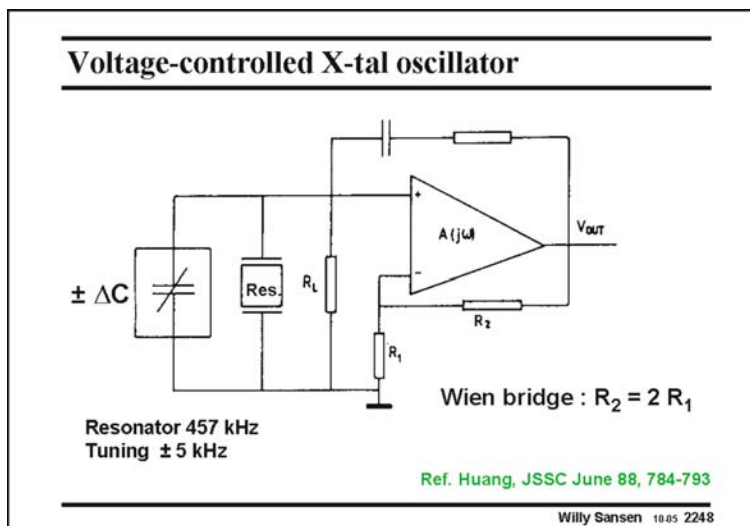 Voltage-controlled X-tal oscillator
± ΔC
Res.
R_L
+
A (jω)
−
V_OUT
R_2
R_1
Wien bridge : R_2 = 2 R_1
Resonator 457 kHz
Tuning ± 5 kHz
Ref. Huang, JSSC June 88, 784-793
Willy Sansen 10-05 2248